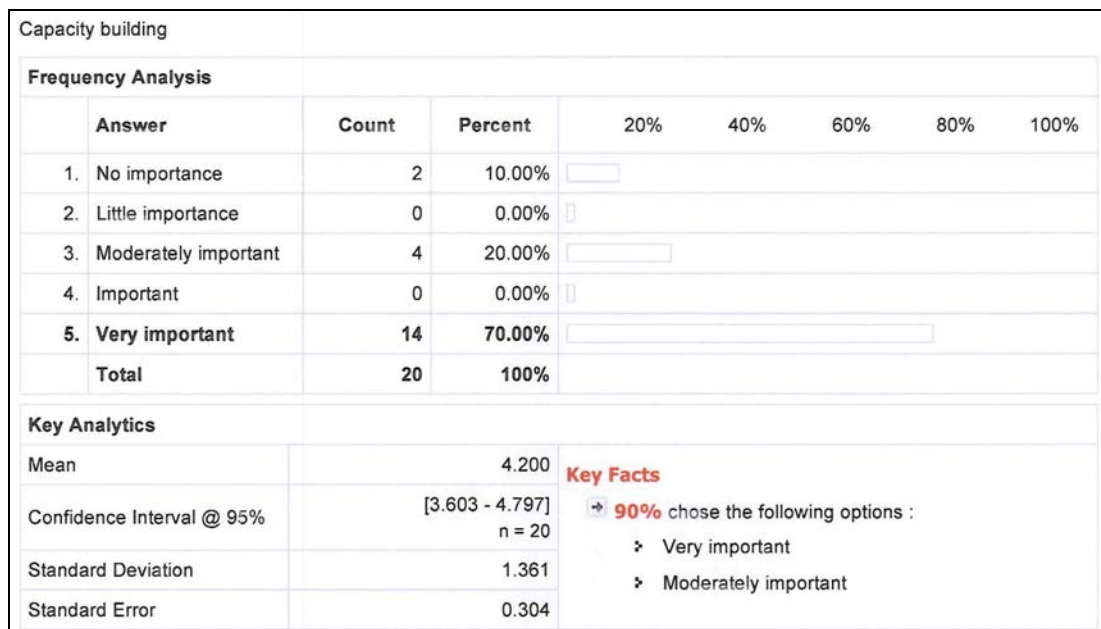 Capacity building
Frequency Analysis
Answer Count Percent 20% 40% 60% 80% 100%
1. No importance 2 10.00%
2. Little importance 0 0.00%
3. Moderately important 4 20.00%
4. Important 0 0.00%
5. Very important 14 70.00%
Total 20 100%
Key Analytics
Mean 4.200
Confidence Interval @ 95% [3.603 - 4.797]
n = 20
Standard Deviation 1.361
Standard Error 0.304
Key Facts
90% chose the following options :
Very important
Moderately important